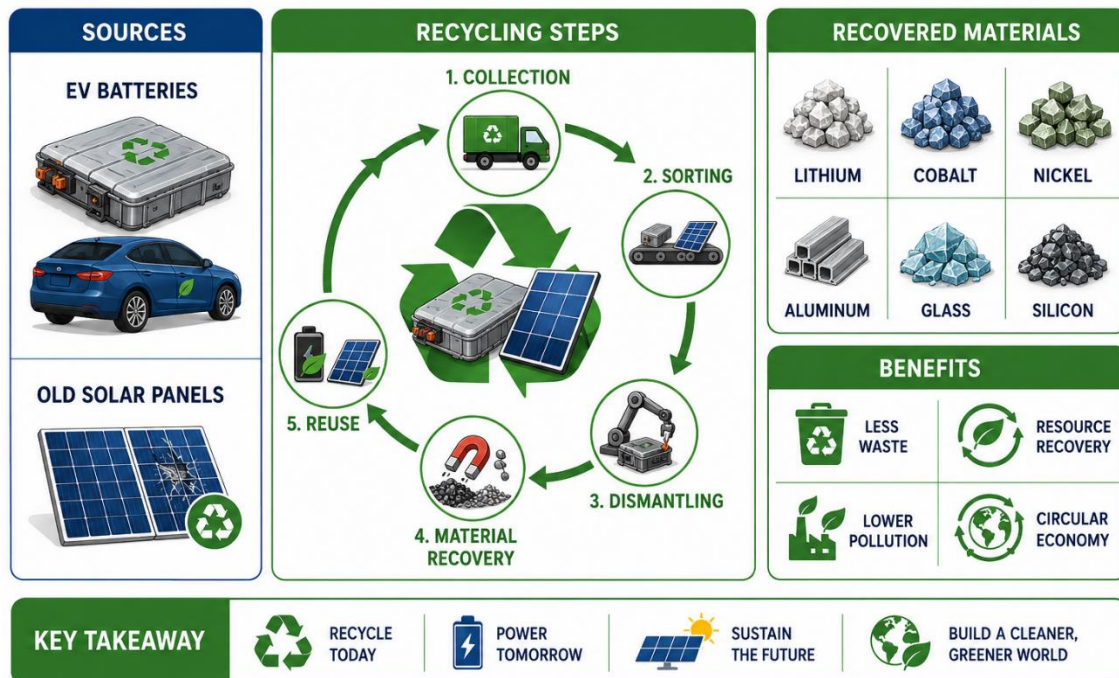 SOURCES
EV BATTERIES
OLD SOLAR PANELS
RECYCLING STEPS
1. COLLECTION
2. SORTING
3. DISMANTLING
4. MATERIAL
RECOVERY
5. REUSE
RECOVERED MATERIALS
LITHIUM
COBALT
NICKEL
ALUMINUM
GLASS
SILICON
BENEFITS
LESS
WASTE
RESOURCE
RECOVERY
LOWER
POLLUTION
CIRCULAR
ECONOMY
KEY TAKEAWAY
RECYCLE
TODAY
POWER
TOMORROW
SUSTAIN
THE FUTURE
BUILD A CLEANER,
GREENER WORLD